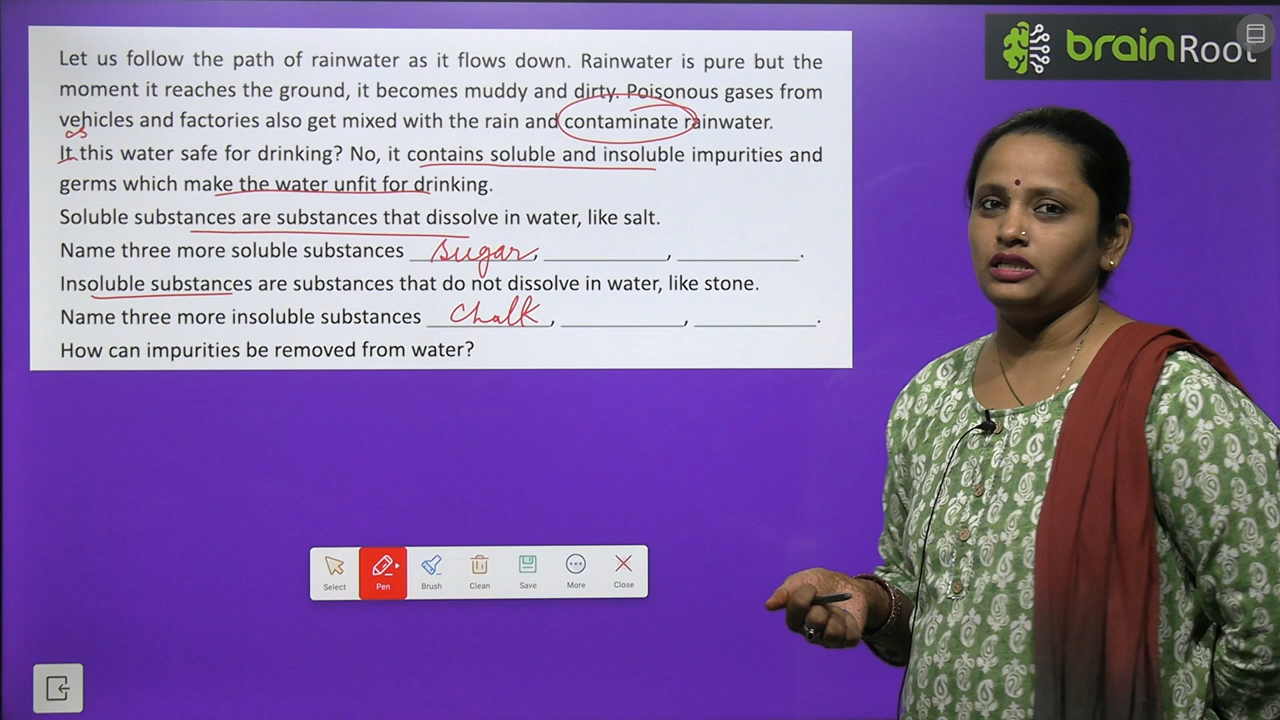 brainRoot
Let us follow the path of rainwater as it flows down. Rainwater is pure but the
moment it reaches the ground, it becomes muddy and dirty. Poisonous gases from
vehicles and factories also get mixed with the rain and contaminate rainwater.
It this water safe for drinking? No, it contains soluble and insoluble impurities and
germs which make the water unfit for drinking.
Soluble substances are substances that dissolve in water, like salt.
Name three more soluble substances sugar, ____________, ____________.
Insoluble substances are substances that do not dissolve in water, like stone.
Name three more insoluble substances chalk, ____________, ____________.
How can impurities be removed from water?
Select Pen Brush Clean Save More Close